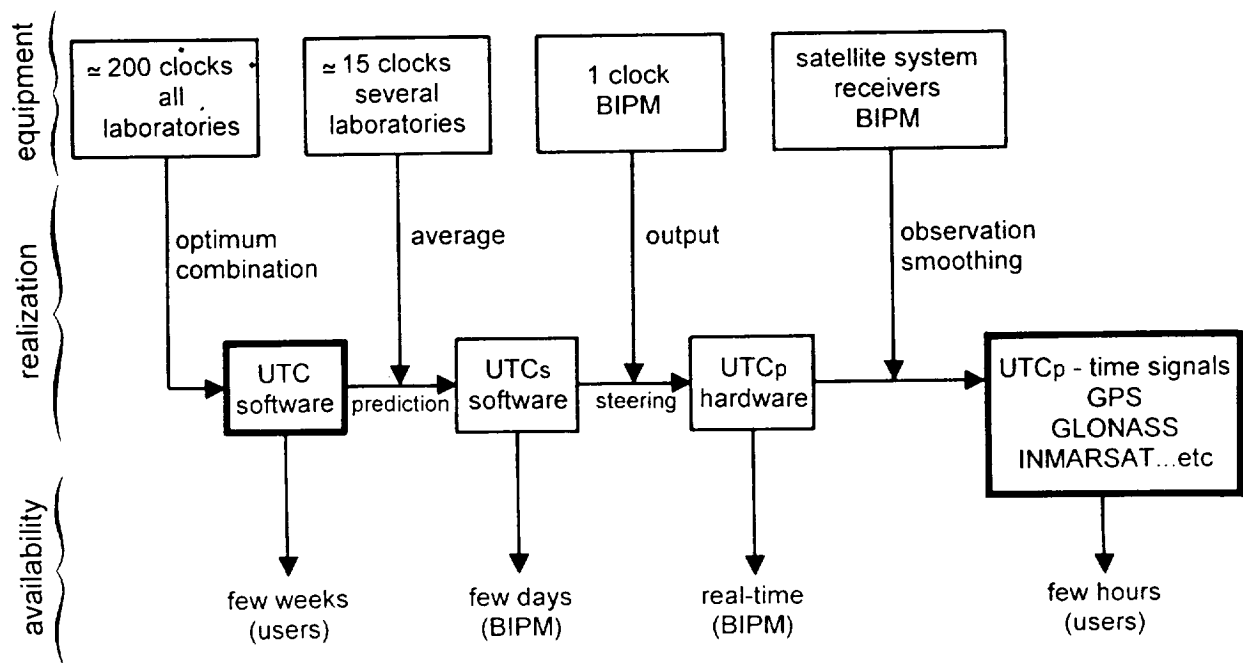 equipment
≃ 200 clocks
all
laboratories
≃ 15 clocks
several
laboratories
1 clock
BIPM
satellite system
receivers
BIPM
realization
optimum
combination
average
output
observation
smoothing
UTC
software
prediction
UTCs
software
steering
UTCp
hardware
UTCp - time signals
GPS
GLONASS
INMARSAT...etc
availability
few weeks
(users)
few days
(BIPM)
real-time
(BIPM)
few hours
(users)